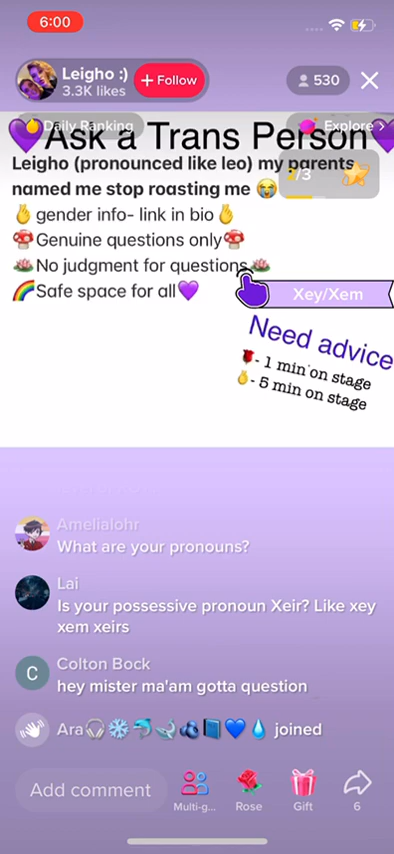 6:00
Leigho :)
3.3K likes
+ Follow
530
Daily Ranking
Explore >
💜Ask a Trans Person💜
Leigho (pronounced like leo) my parents
named me stop roasting me 😭
/3
🫰gender info- link in bio🫰
🍄Genuine questions only🍄
🪷No judgment for questions🪷
🌈Safe space for all💜
Xey/Xem
Need advice
🌹- 1 min on stage
🫰- 5 min on stage
Amelialohr
What are your pronouns?
Lai
Is your possessive pronoun Xeir? Like xey
xem xeirs
C
Colton Bock
hey mister ma'am gotta question
Ara🎧❄️🐬🌊🫐📘💙💧 joined
Add comment
Multi-g...
Rose
Gift
6